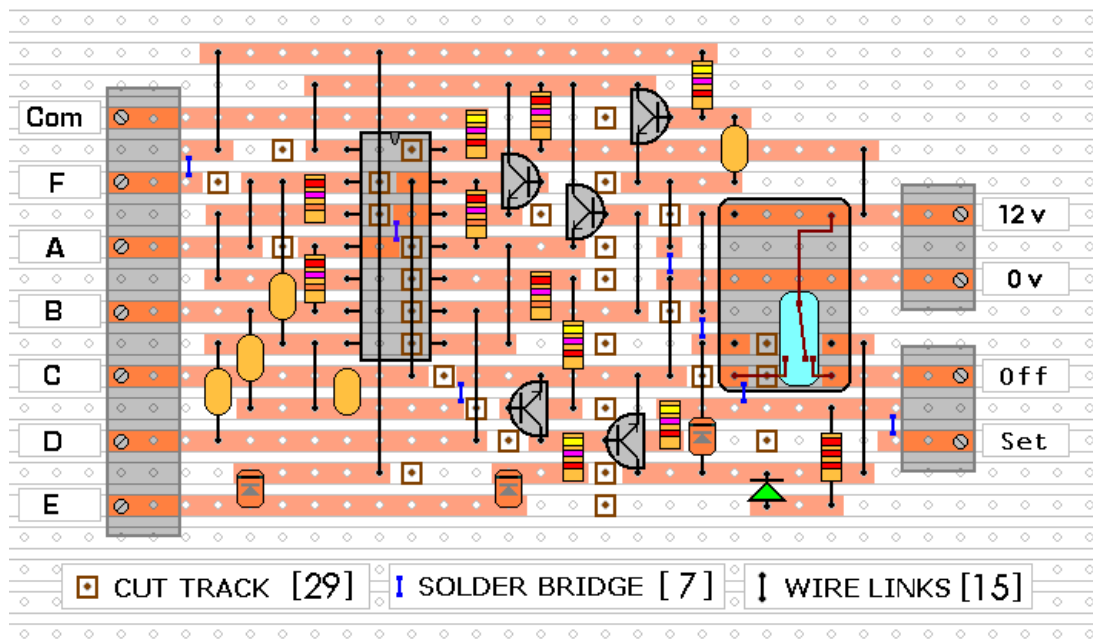 Com
F
A
B
C
D
E
12 v
0 v
Off
Set
CUT TRACK [29] SOLDER BRIDGE [7] WIRE LINKS [15]